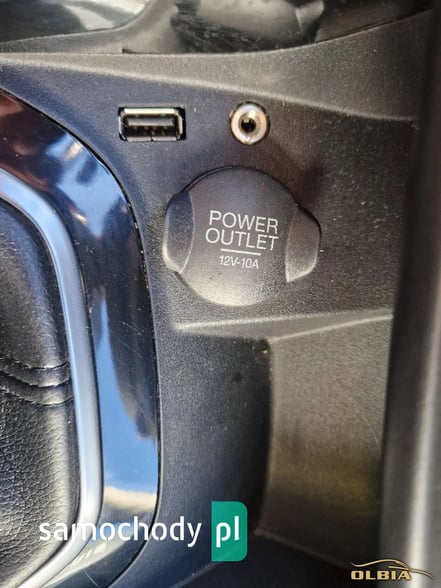 POWER
OUTLET
12V-10A
samochody pl
OLBIA